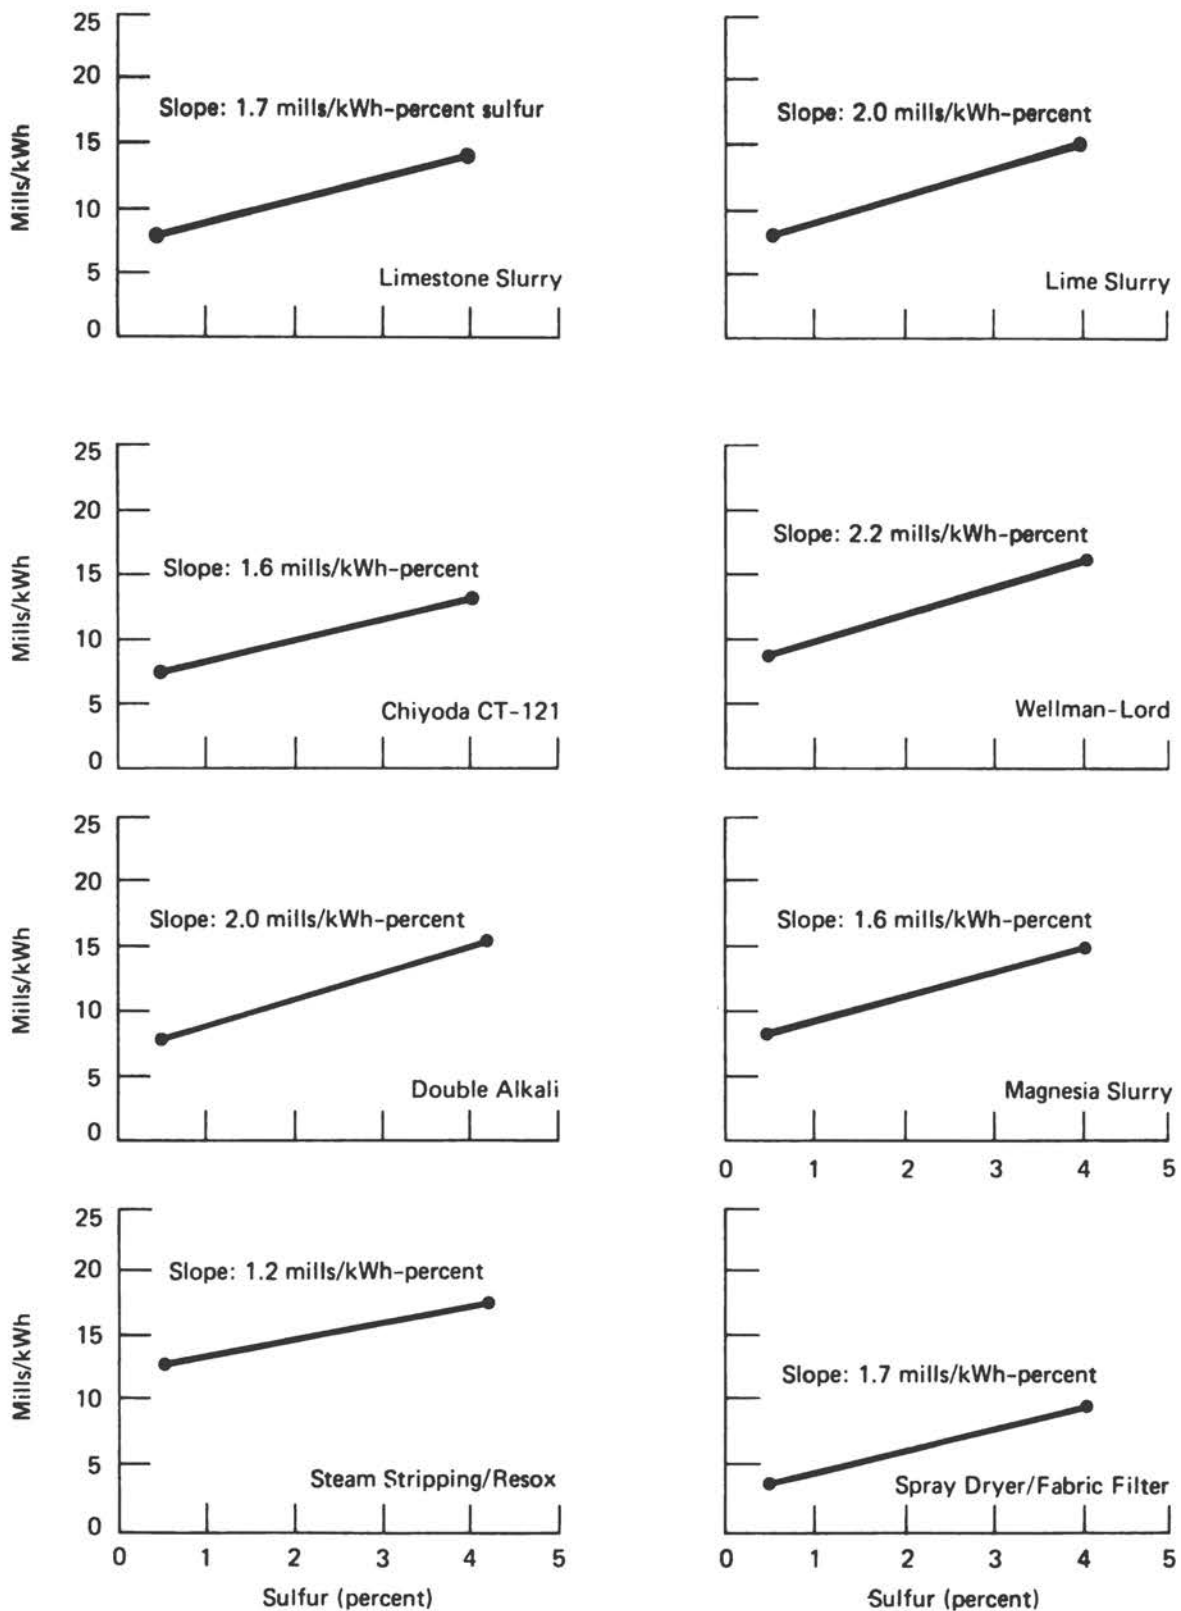 25
20
Slope: 1.7 mills/kWh-percent sulfur
15
10
5
0
Mills/kWh
Limestone Slurry
Slope: 2.0 mills/kWh-percent
Lime Slurry
25
20
Slope: 1.6 mills/kWh-percent
15
10
5
0
Mills/kWh
Chiyoda CT-121
Slope: 2.2 mills/kWh-percent
Wellman-Lord
25
20
Slope: 2.0 mills/kWh-percent
15
10
5
0
Mills/kWh
Double Alkali
Slope: 1.6 mills/kWh-percent
Magnesia Slurry
0 1 2 3 4 5
25
20
Slope: 1.2 mills/kWh-percent
15
10
5
0
Mills/kWh
Steam Stripping/Resox
0 1 2 3 4 5
Sulfur (percent)
Slope: 1.7 mills/kWh-percent
Spray Dryer/Fabric Filter
0 1 2 3 4 5
Sulfur (percent)